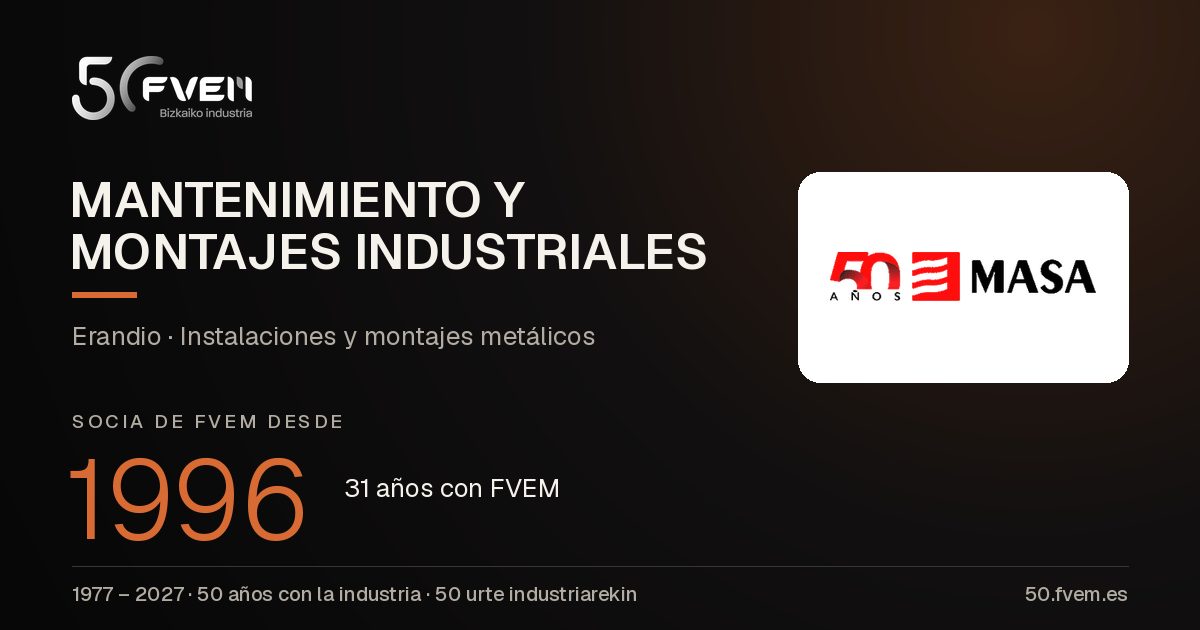 50 FVEM
Bizkaiko industria
MANTENIMIENTO Y
MONTAJES INDUSTRIALES
50 MASA
AÑOS
Erandio · Instalaciones y montajes metálicos
SOCIA DE FVEM DESDE
1996
31 años con FVEM
1977 – 2027 · 50 años con la industria · 50 urte industriarekin
50.fvem.es